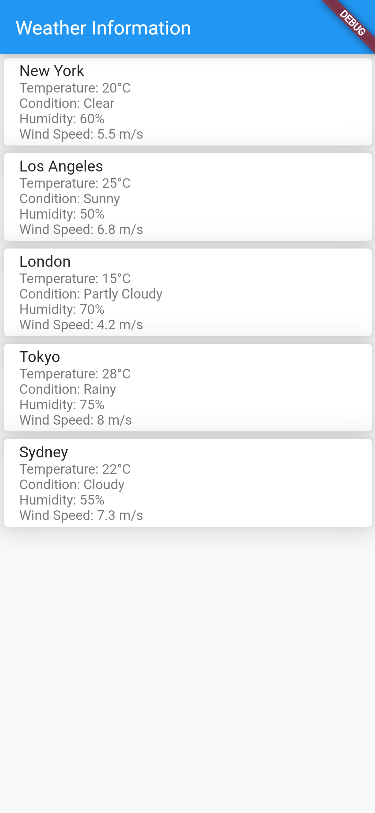 Weather Information
DEBUG
New York
Temperature: 20°C
Condition: Clear
Humidity: 60%
Wind Speed: 5.5 m/s
Los Angeles
Temperature: 25°C
Condition: Sunny
Humidity: 50%
Wind Speed: 6.8 m/s
London
Temperature: 15°C
Condition: Partly Cloudy
Humidity: 70%
Wind Speed: 4.2 m/s
Tokyo
Temperature: 28°C
Condition: Rainy
Humidity: 75%
Wind Speed: 8 m/s
Sydney
Temperature: 22°C
Condition: Cloudy
Humidity: 55%
Wind Speed: 7.3 m/s